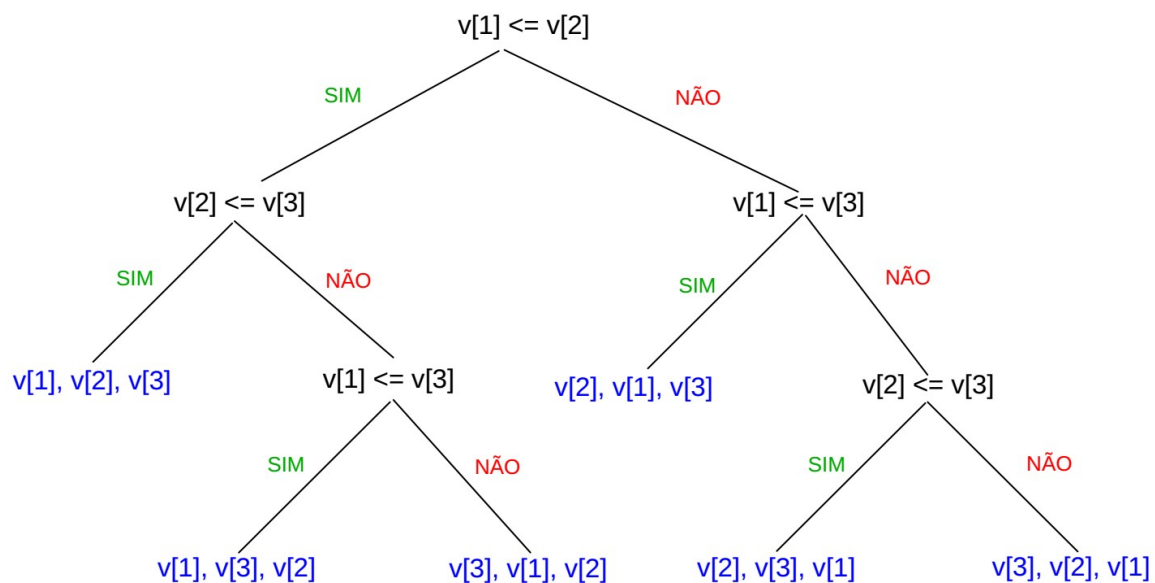 v[1] <= v[2]
SIM
NÃO
v[2] <= v[3]
v[1] <= v[3]
SIM
NÃO
SIM
NÃO
v[1], v[2], v[3]
v[1] <= v[3]
v[2], v[1], v[3]
v[2] <= v[3]
SIM
NÃO
SIM
NÃO
v[1], v[3], v[2]
v[3], v[1], v[2]
v[2], v[3], v[1]
v[3], v[2], v[1]